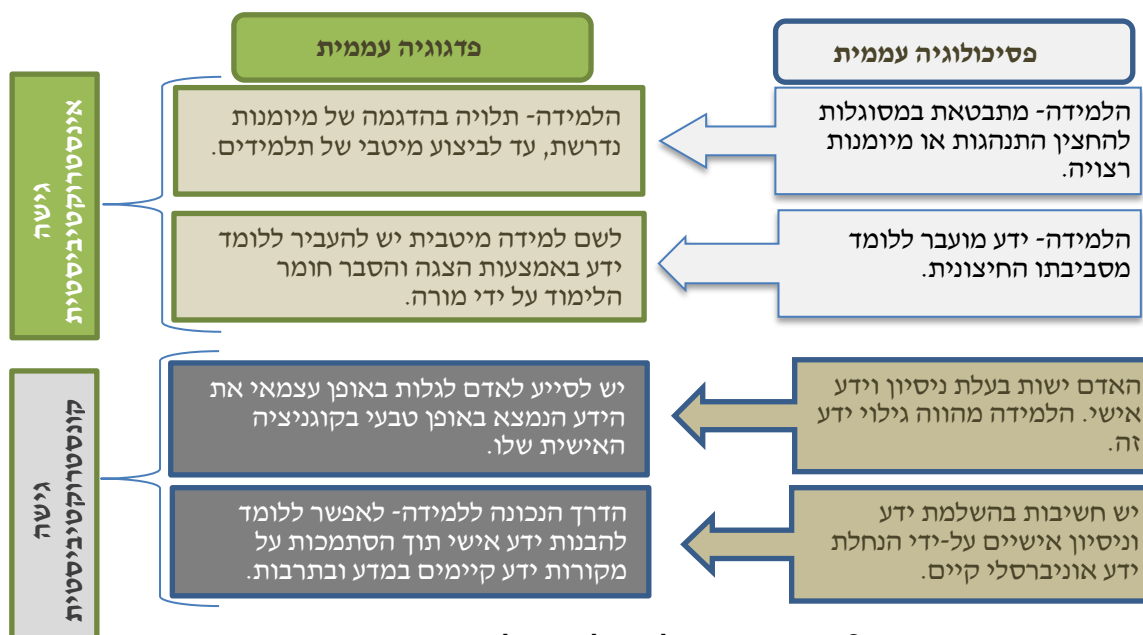 פסיכולוגיה עממית
פדגוגיה עממית
גישה
אינסטרוקטיביסטית
הלמידה- מתבטאת במסוגלות
להחצין התנהגות או מיומנות
רצויה.
הלמידה- תלויה בהדגמה של מיומנות
נדרשת, עד לביצוע מיטבי של תלמידים.
הלמידה- ידע מועבר ללומד
מסביבתו החיצונית.
לשם למידה מיטבית יש להעביר ללומד
ידע באמצעות הצגה והסבר חומר
הלימוד על ידי מורה.
גישה
קונסטרוקטיביסטית
האדם ישות בעלת ניסיון וידע
אישי. הלמידה מהווה גילוי ידע
זה.
יש לסייע לאדם לגלות באופן עצמאי את
הידע הנמצא באופן טבעי בקוגניציה
האישית שלו.
יש חשיבות בהשלמת ידע
וניסיון אישיים על-ידי הנחלת
ידע אוניברסלי קיים.
הדרך הנכונה ללמידה- לאפשר ללומד
להבנות ידע אישי תוך הסתמכות על
מקורות ידע קיימים במדע ובתרבות.